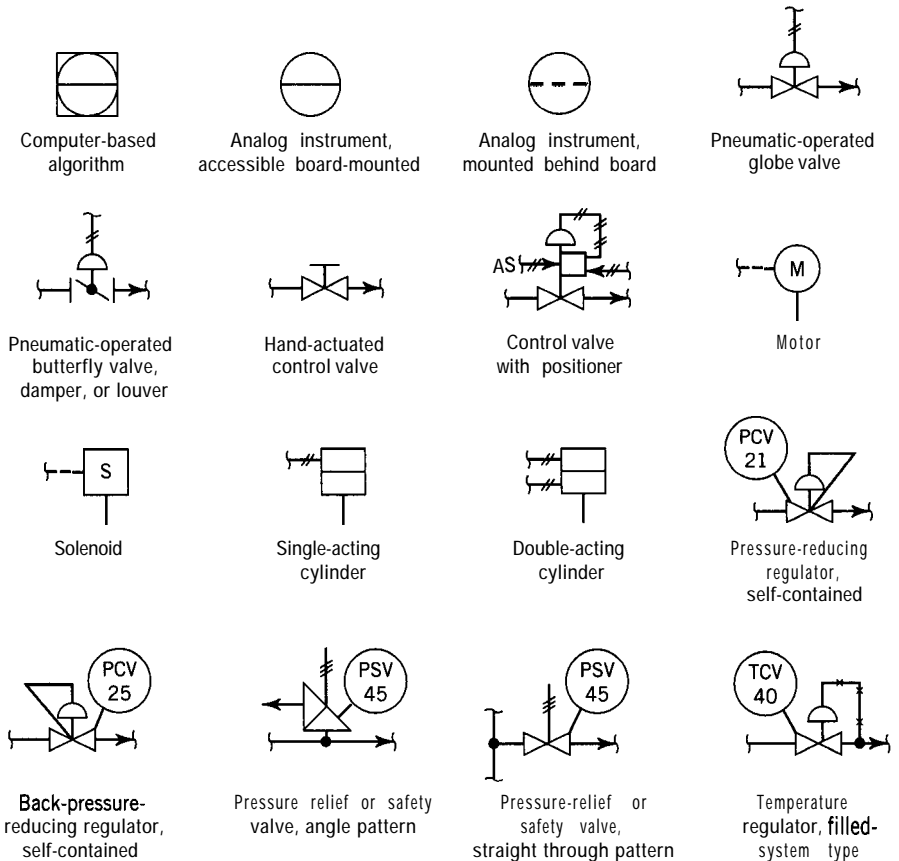 Computer-based
algorithm
Analog instrument,
accessible board-mounted
Analog instrument,
mounted behind board
Pneumatic-operated
globe valve
AS
M
Pneumatic-operated
butterfly valve,
damper, or louver
Hand-actuated
control valve
Control valve
with positioner
Motor
S
PCV
21
Solenoid
Single-acting
cylinder
Double-acting
cylinder
Pressure-reducing
regulator,
self-contained
PCV
25
PSV
45
PSV
45
TCV
40
Back-pressure-
reducing regulator,
self-contained
Pressure relief or safety
valve, angle pattern
Pressure-relief or
safety valve,
straight through pattern
Temperature
regulator, filled-
system type